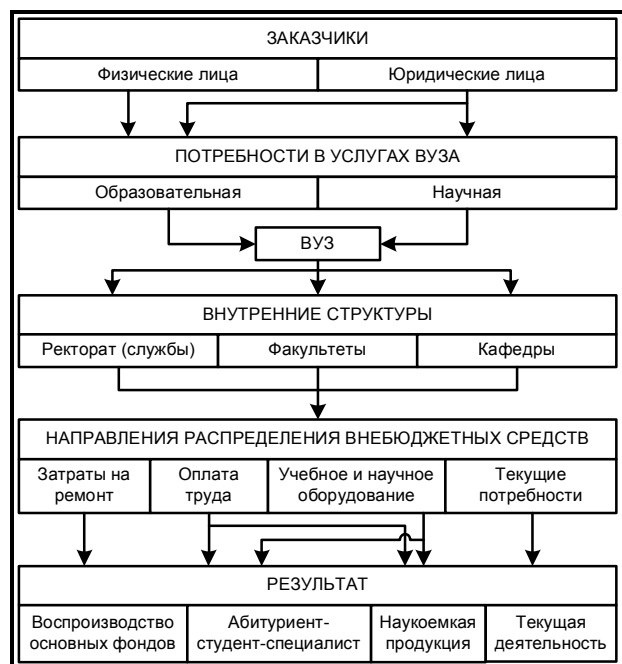 ЗАКАЗЧИКИ
Физические лица
Юридические лица
ПОТРЕБНОСТИ В УСЛУГАХ ВУЗА
Образовательная
Научная
ВУЗ
ВНУТРЕННИЕ СТРУКТУРЫ
Ректорат (службы)
Факультеты
Кафедры
НАПРАВЛЕНИЯ РАСПРЕДЕЛЕНИЯ ВНЕБЮДЖЕТНЫХ СРЕДСТВ
Затраты на
ремонт
Оплата
труда
Учебное и научное
оборудование
Текущие
потребности
РЕЗУЛЬТАТ
Воспроизводство
основных фондов
Абитуриент-
студент-специалист
Наукоемкая
продукция
Текущая
деятельность